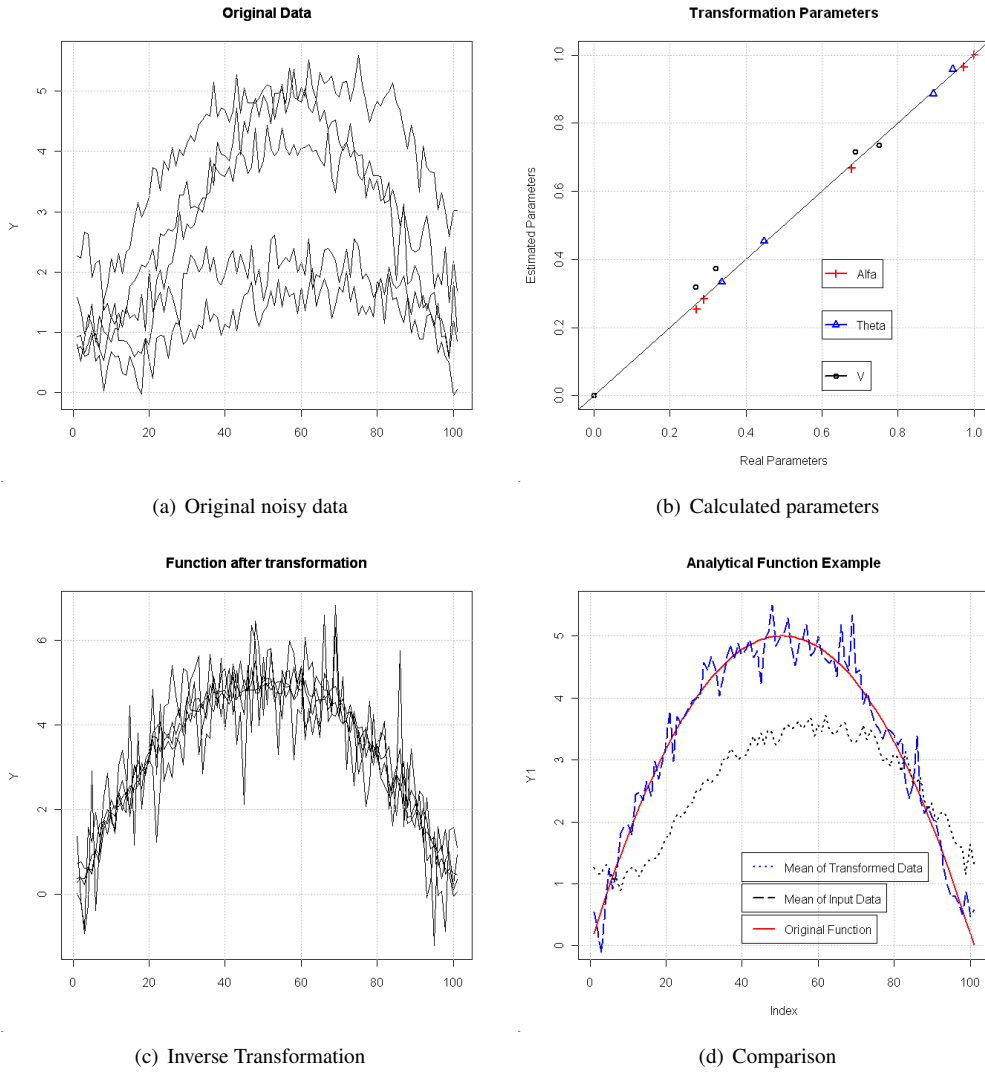 Original Data
Y
0
1
2
3
4
5
0 20 40 60 80 100
(a) Original noisy data
Transformation Parameters
Estimated Parameters
0.0
0.2
0.4
0.6
0.8
1.0
Alfa
Theta
V
0.0 0.2 0.4 0.6 0.8 1.0
Real Parameters
(b) Calculated parameters
Function after transformation
Y
0
2
4
6
0 20 40 60 80 100
(c) Inverse Transformation
Analytical Function Example
Y1
0
1
2
3
4
5
Mean of Transformed Data
Mean of Input Data
Original Function
0 20 40 60 80 100
Index
(d) Comparison